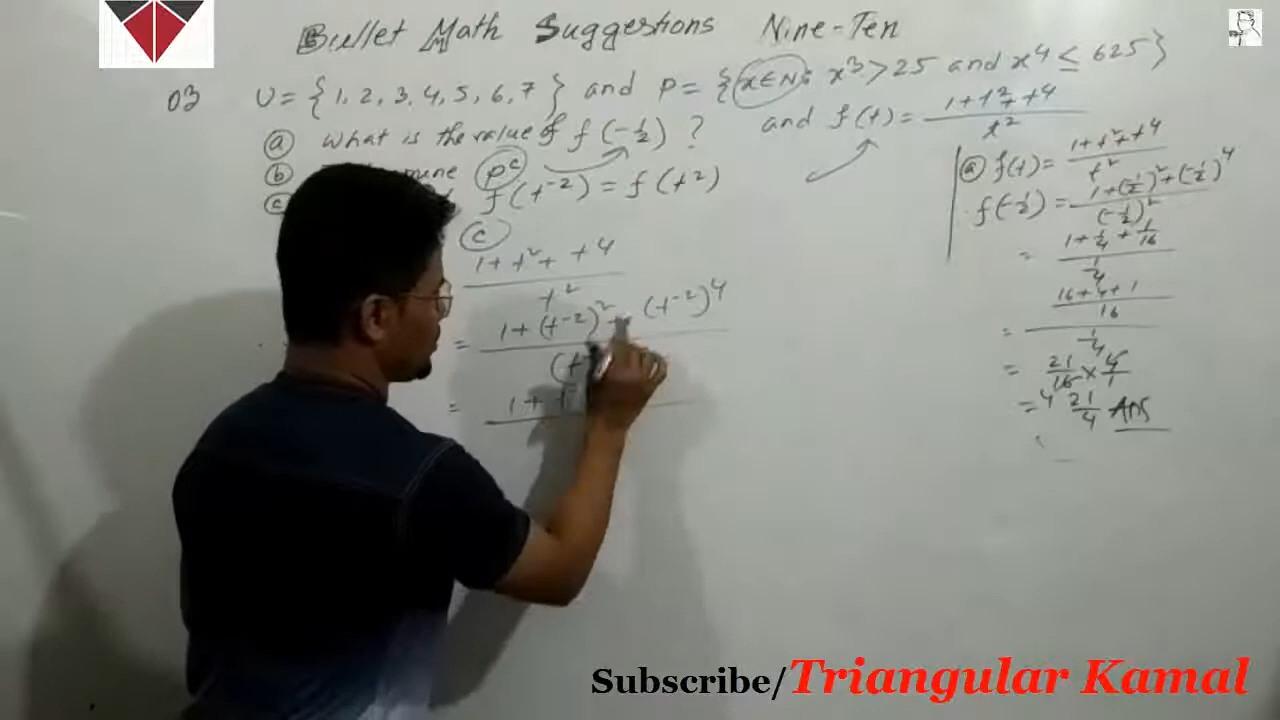 Bullet Math Suggestions Nine-Ten
03 U = {1, 2, 3, 4, 5, 6, 7} and P = {x∈N: x³>25 and x⁴ ≤ 625}
and f(t) = (1+t²+t⁴)/t²
ⓐ What is the value of f(-½) ?
ⓑ mine Pᶜ
ⓒ f(t⁻²) = f(t²)
ⓒ
(1+t²+t⁴)/t²
= (1+(t⁻²)²+(t⁻²)⁴)/(t
= 1+t⁻
ⓐ f(t) = (1+t²+t⁴)/t²
f(-½) = (1+(½)²+(-½)⁴)/(-½)²
= (1+¼+1/16)/¼
= ((16+4+1)/16)/¼
= 21/16 × 4/1
= 4 21/4 Ans
Subscribe/Triangular Kamal